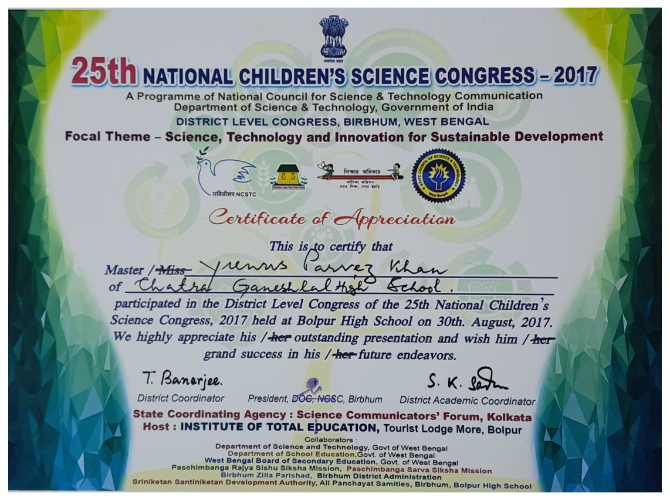 सत्यमेव जयते
25th NATIONAL CHILDREN'S SCIENCE CONGRESS – 2017
A Programme of National Council for Science & Technology Communication
Department of Science & Technology, Government of India
DISTRICT LEVEL CONGRESS, BIRBHUM, WEST BENGAL
Focal Theme – Science, Technology and Innovation for Sustainable Development
NCSTC
শিক্ষার অধিকার
Certificate of Appreciation
This is to certify that
Master / Miss Yunus Parvez Khan
of Chatra Ganeshlal High School.
participated in the District Level Congress of the 25th National Children's
Science Congress, 2017 held at Bolpur High School on 30th. August, 2017.
We highly appreciate his / her outstanding presentation and wish him / her
grand success in his / her future endeavors.
T. Banerjee.
District Coordinator
President, DOC, NCSC, Birbhum
District Academic Coordinator
State Coordinating Agency : Science Communicators' Forum, Kolkata
Host : INSTITUTE OF TOTAL EDUCATION, Tourist Lodge More, Bolpur
Collaborators :
Department of Science and Technology, Govt of West Bengal
Department of School Education,Govt. of West Bengal
West Bengal Board of Secondary Education, Govt. of West Bengal
Paschimbanga Rajya Sishu Siksha Mission, Paschimbanga Sarva Siksha Mission
Birbhum Zilla Parishad, Birbhum District Administration
Sriniketan Santiniketan Development Authority, All Panchayat Samities, Birbhum, Bolpur High School